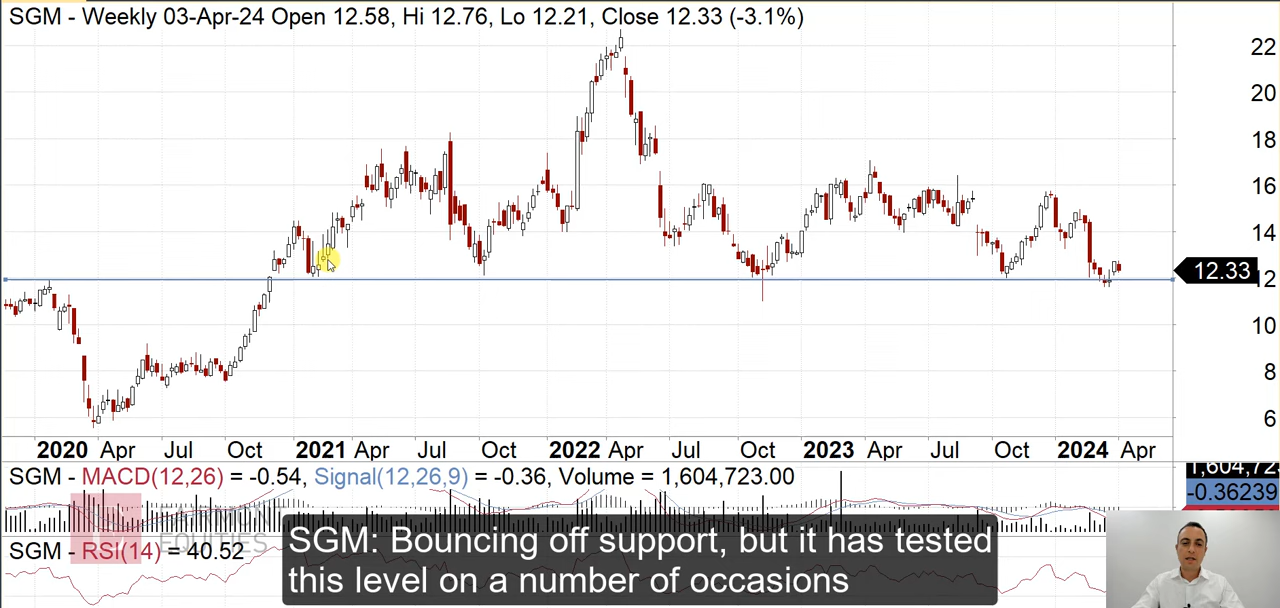 SGM - Weekly 03-Apr-24 Open 12.58, Hi 12.76, Lo 12.21, Close 12.33 (-3.1%)
22
20
18
16
14
12.33
12
10
8
6
2020 Apr Jul Oct 2021 Apr Jul Oct 2022 Apr Jul Oct 2023 Apr Jul Oct 2024 Apr
SGM - MACD(12,26) = -0.54, Signal(12,26,9) = -0.36, Volume = 1,604,723.00
-0.36239
EQUITIES
SGM - RSI(14) = 40.52
SGM: Bouncing off support, but it has tested
this level on a number of occasions